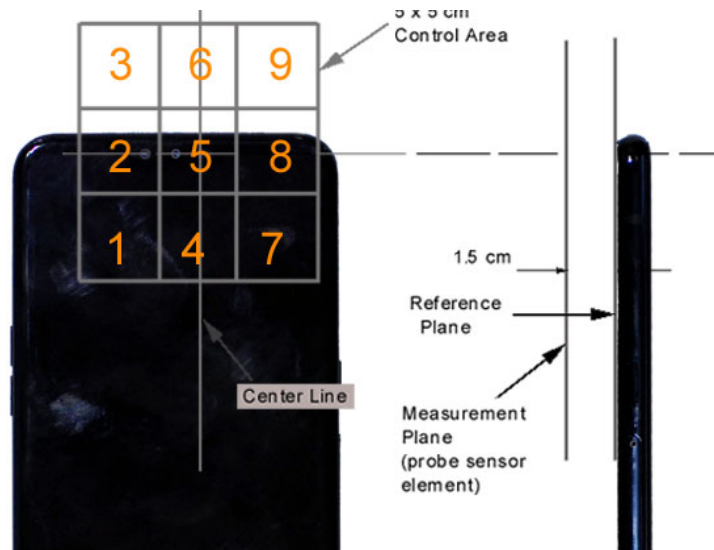 5 x 5 cm
Control Area
3 6 9
2 5 8
1 4 7
1.5 cm
Reference
Plane
Center Line
Measurement
Plane
(probe sensor
element)